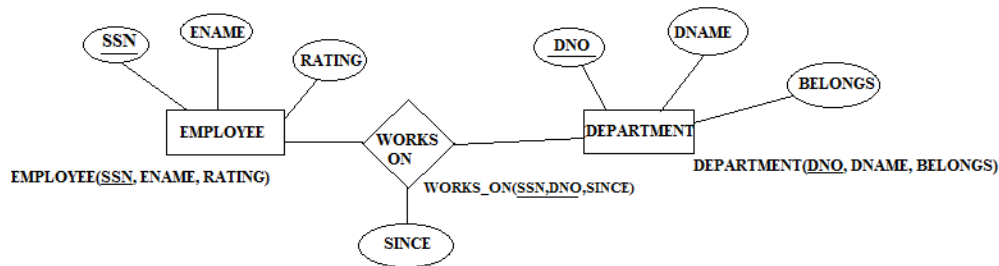 SSN
ENAME
RATING
DNO
DNAME
BELONGS
EMPLOYEE
WORKS
ON
DEPARTMENT
EMPLOYEE(SSN, ENAME, RATING)
WORKS_ON(SSN,DNO,SINCE)
DEPARTMENT(DNO, DNAME, BELONGS)
SINCE